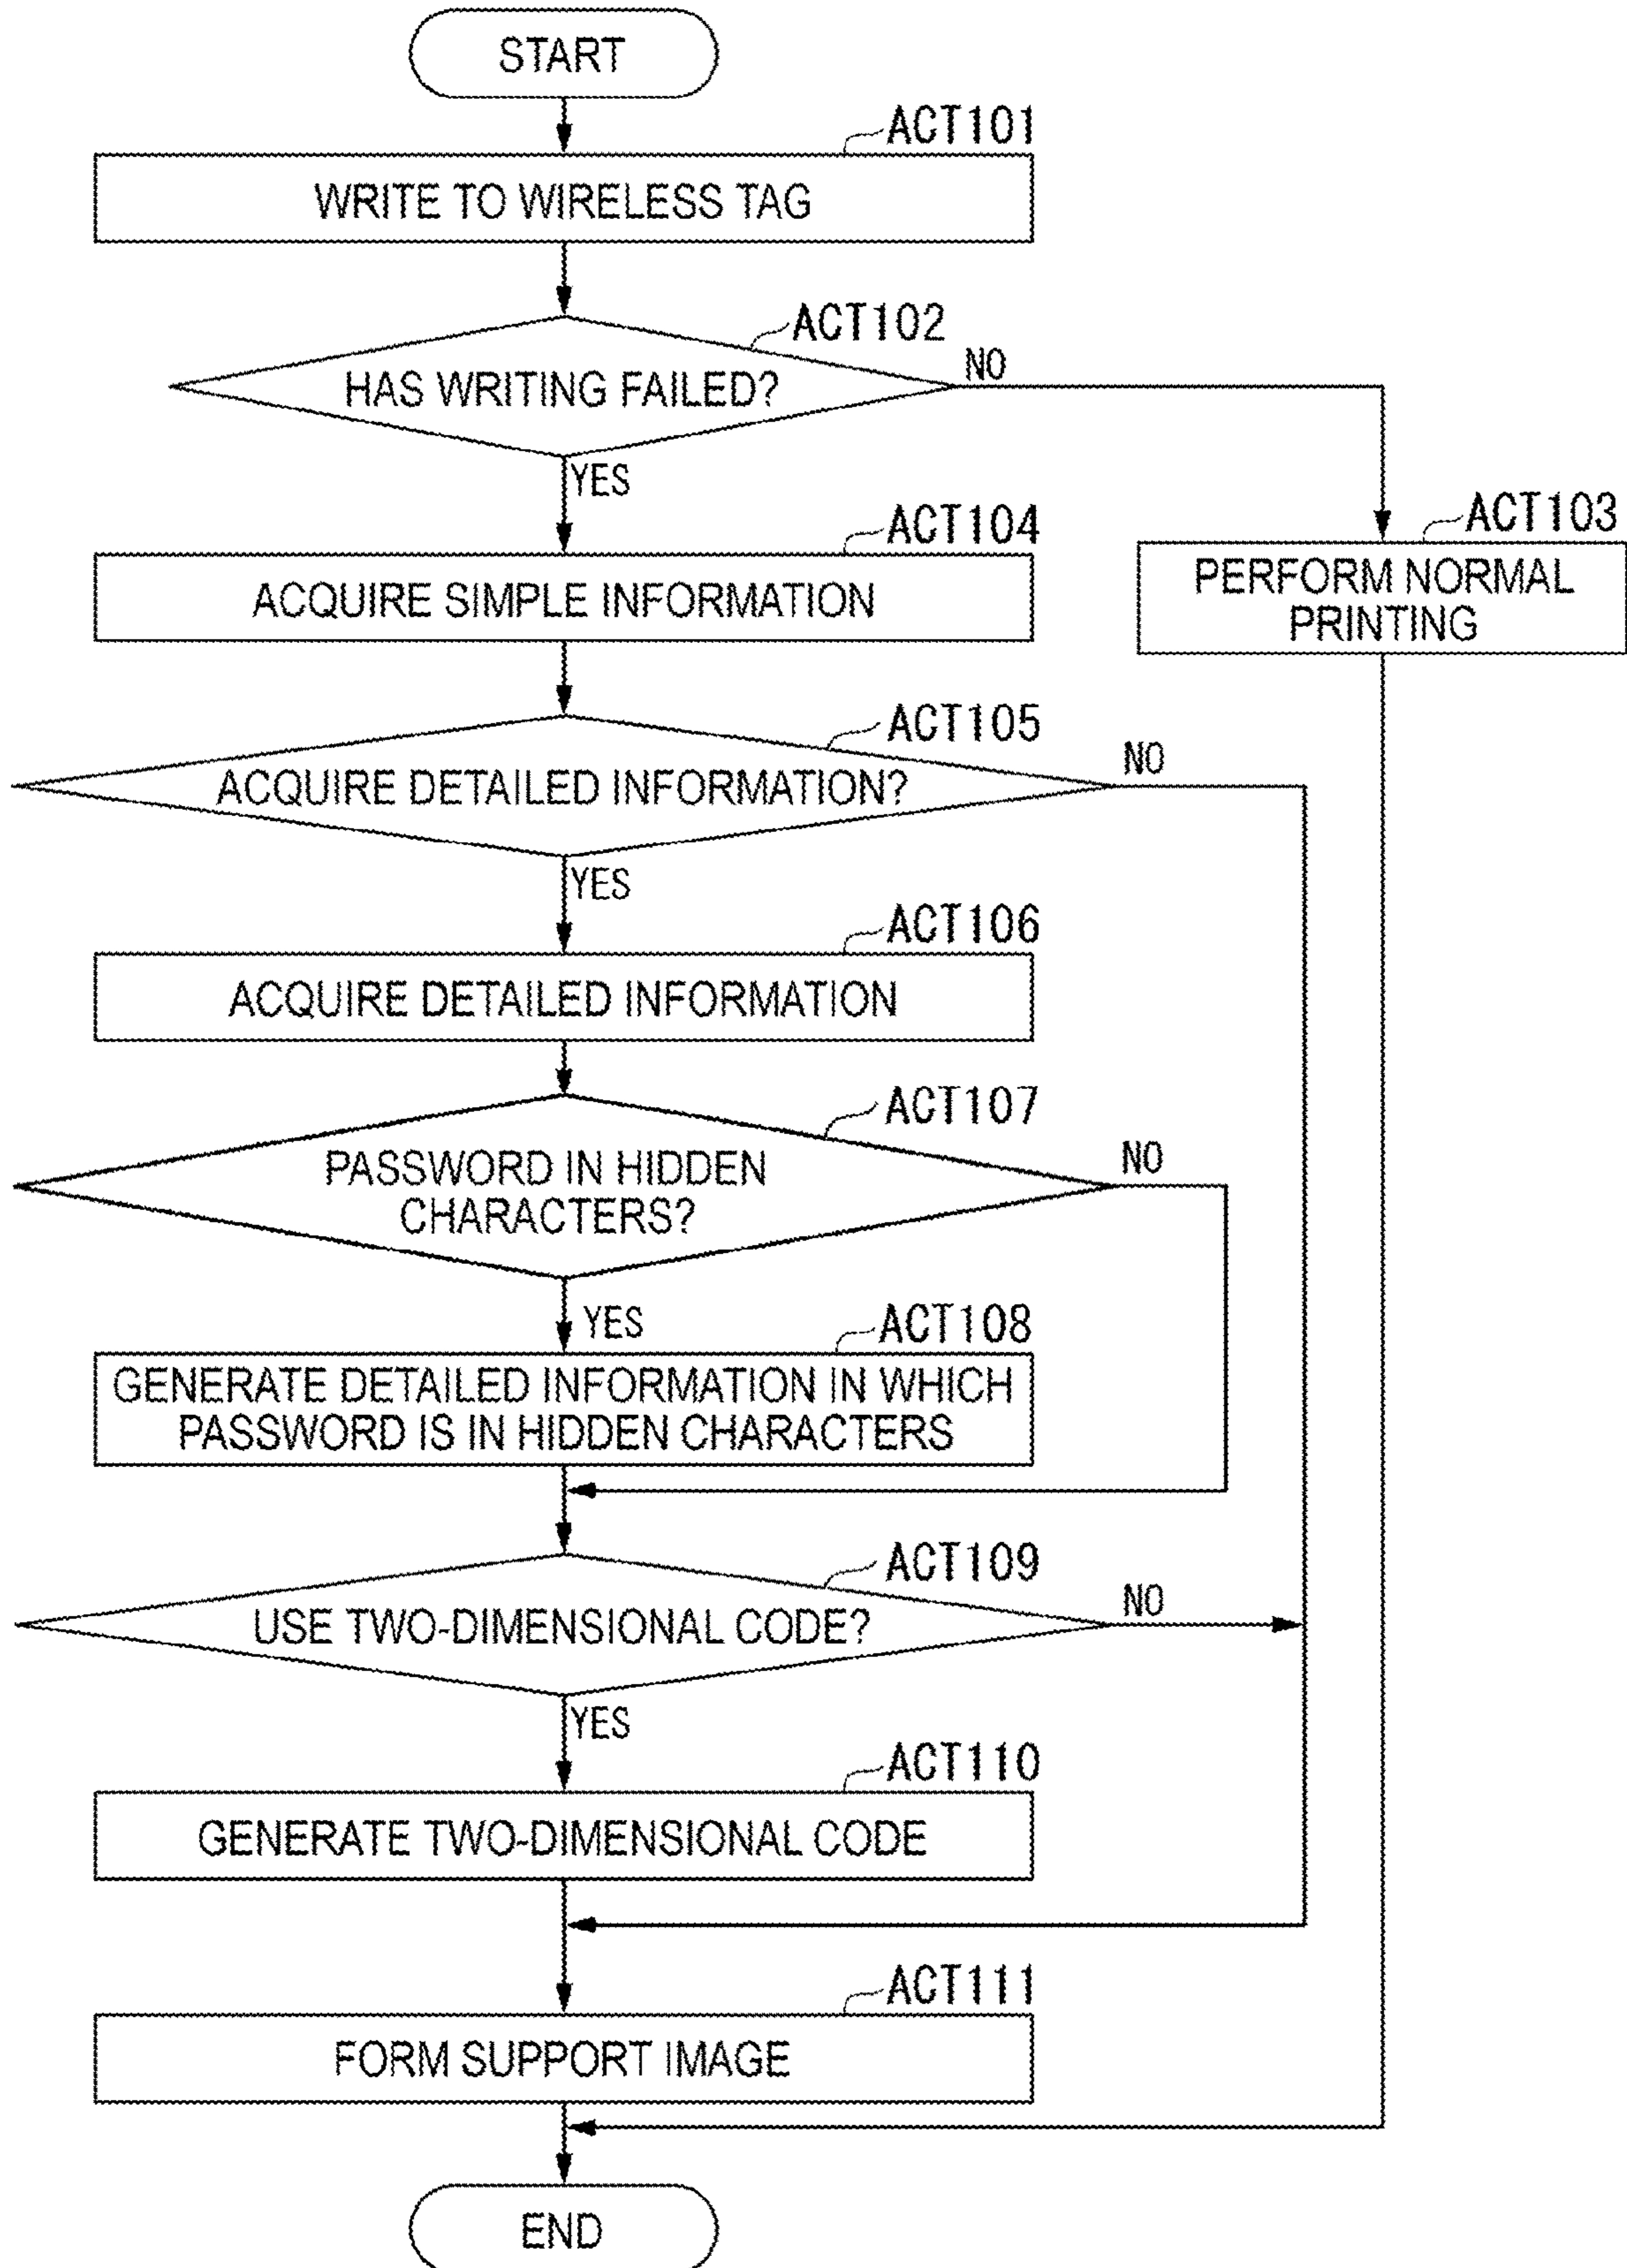 START
ACT101
WRITE TO WIRELESS TAG
ACT102
HAS WRITING FAILED?
NO
YES
ACT104
ACQUIRE SIMPLE INFORMATION
ACT103
PERFORM NORMAL
PRINTING
ACT105
ACQUIRE DETAILED INFORMATION?
NO
YES
ACT106
ACQUIRE DETAILED INFORMATION
ACT107
PASSWORD IN HIDDEN
CHARACTERS?
NO
YES
ACT108
GENERATE DETAILED INFORMATION IN WHICH
PASSWORD IS IN HIDDEN CHARACTERS
ACT109
USE TWO-DIMENSIONAL CODE?
NO
YES
ACT110
GENERATE TWO-DIMENSIONAL CODE
ACT111
FORM SUPPORT IMAGE
END